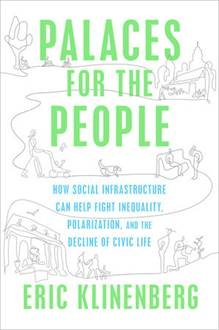 PALACES
FOR THE
PEOPLE
HOW SOCIAL INFRASTRUCTURE
CAN HELP FIGHT INEQUALITY,
POLARIZATION, AND THE
DECLINE OF CIVIC LIFE
ERIC KLINENBERG